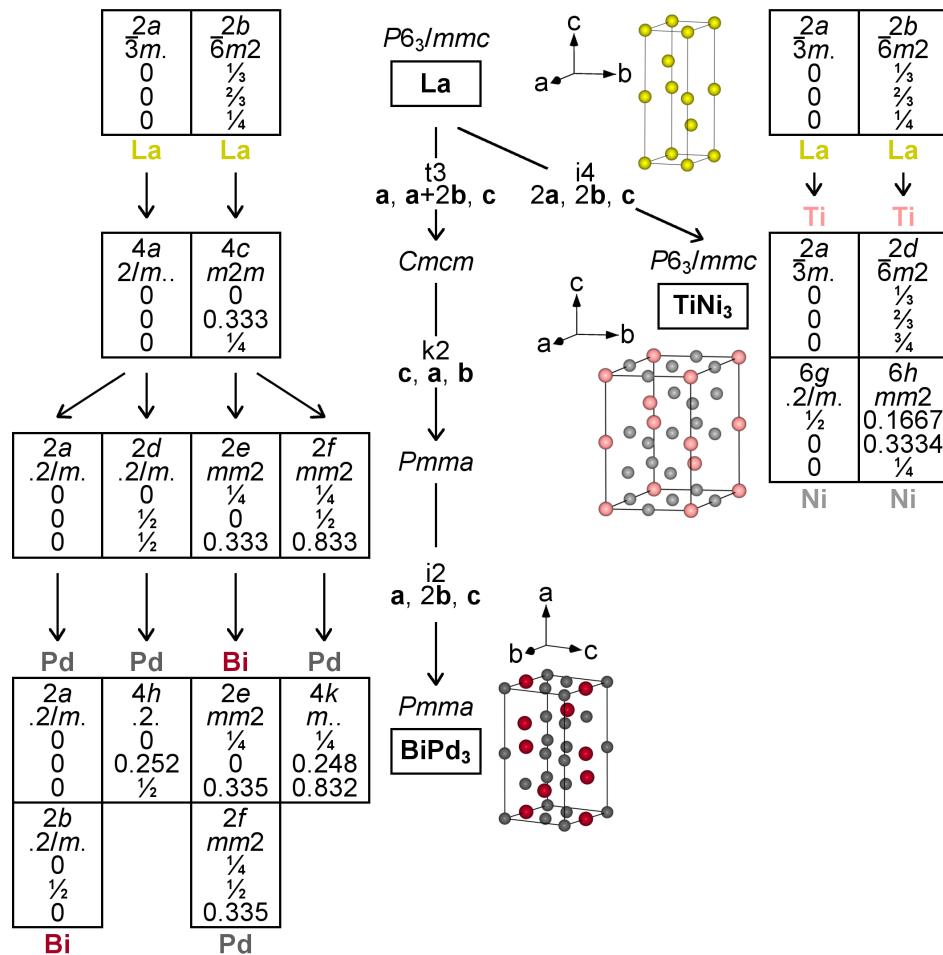 2a 2b
3̅m. 6̅m2
0 ⅓
0 ⅔
0 ¼
La La
P6₃/mmc
La
c
a b
2a 2b
3̅m. 6̅m2
0 ⅓
0 ⅔
0 ¼
La La
Ti Ti
t3
a, a+2b, c
i4
2a, 2b, c
4a 4c
2/m.. m2m
0 0
0 0.333
0 ¼
Cmcm
P6₃/mmc
TiNi₃
c
a b
2a 2d
3̅m. 6̅m2
0 ⅓
0 ⅔
0 ¾
6g 6h
.2/m. mm2
½ 0.1667
0 0.3334
0 ¼
Ni Ni
k2
c, a, b
2a 2d 2e 2f
.2/m. .2/m. mm2 mm2
0 0 ¼ ¼
0 ½ 0 ½
0 ½ 0.333 0.833
Pmma
i2
a, 2b, c
Pd Pd Bi Pd
2a 4h 2e 4k
.2/m. .2. mm2 m..
0 0 ¼ ¼
0 0.252 0 0.248
0 ½ 0.335 0.832
2b 2f
.2/m. mm2
0 ¼
½ ½
0 0.335
Bi Pd
Pmma
BiPd₃
a
b c